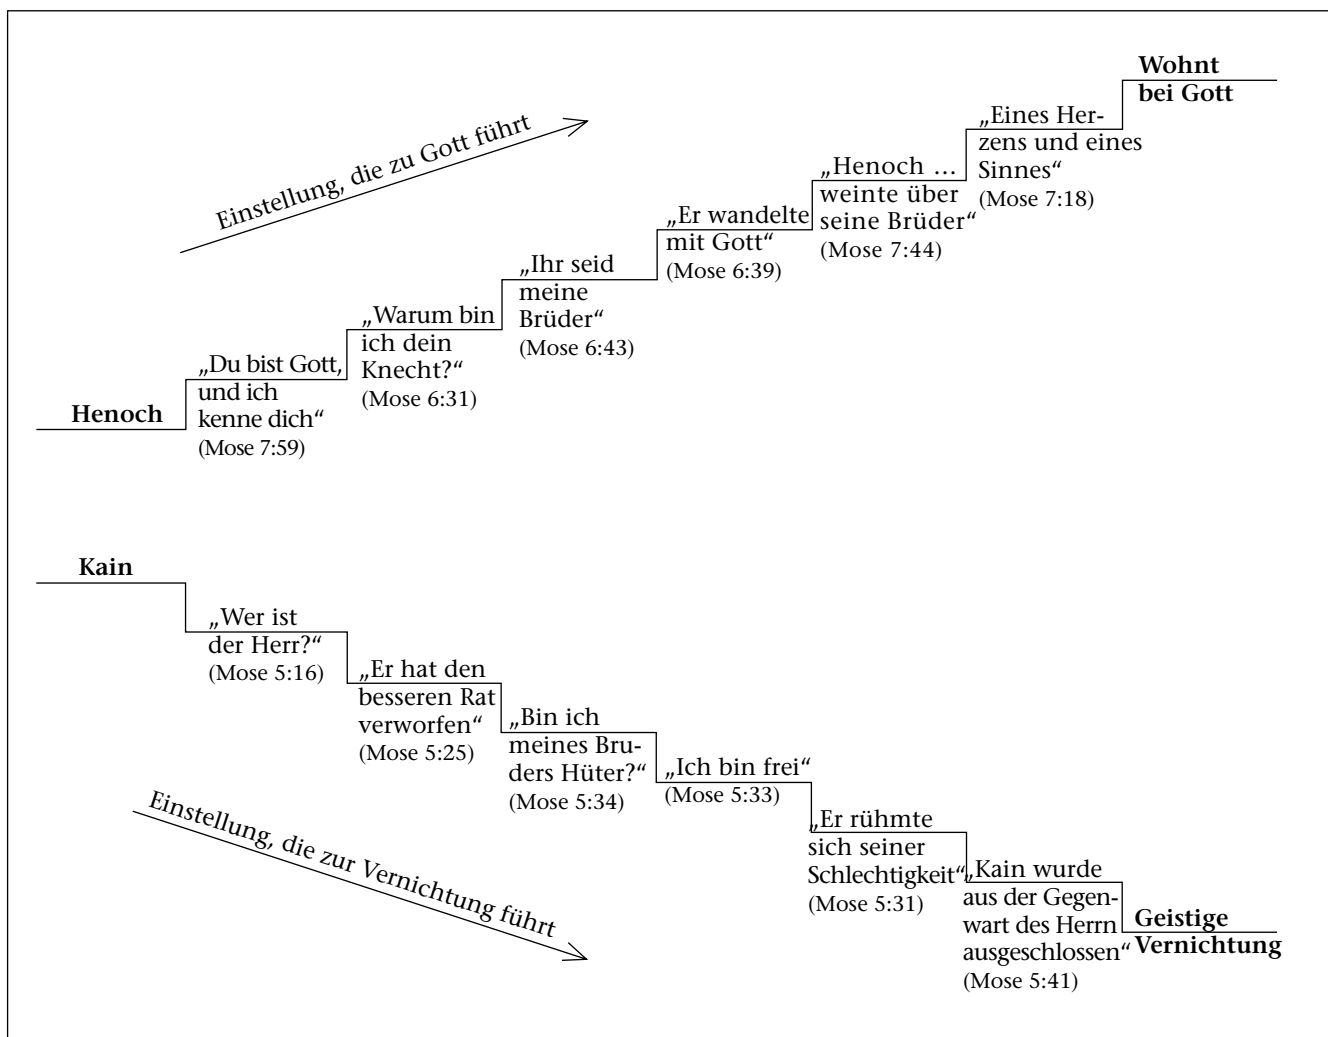 Wohnt
bei Gott
„Eines Her-
zens und eines
Sinnes“
(Mose 7:18)
„Henoch …
weinte über
seine Brüder“
(Mose 7:44)
„Er wandelte
mit Gott“
(Mose 6:39)
„Ihr seid
meine
Brüder“
(Mose 6:43)
„Warum bin
ich dein
Knecht?“
(Mose 6:31)
„Du bist Gott,
und ich
kenne dich“
(Mose 7:59)
Henoch
Einstellung, die zu Gott führt
Kain
„Wer ist
der Herr?“
(Mose 5:16)
„Er hat den
besseren Rat
verworfen“
(Mose 5:25)
„Bin ich
meines Bru-
ders Hüter?“
(Mose 5:34)
„Ich bin frei“
(Mose 5:33)
„Er rühmte
sich seiner
Schlechtigkeit“
(Mose 5:31)
„Kain wurde
aus der Gegen-
wart des Herrn
ausgeschlossen“
(Mose 5:41)
Geistige
Vernichtung
Einstellung, die zur Vernichtung führt